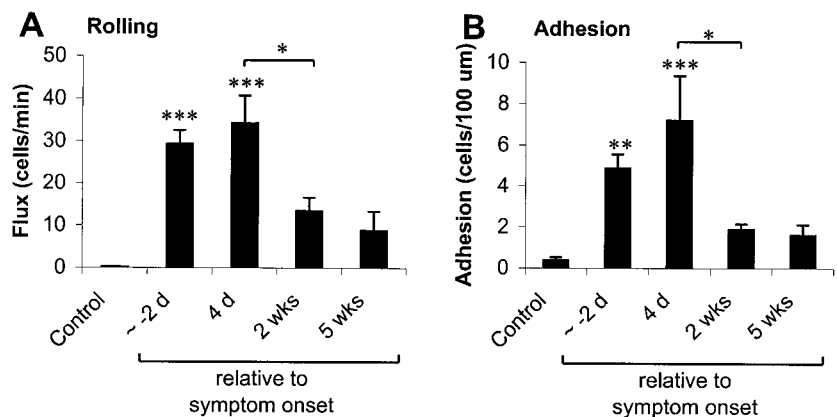 A Rolling
Flux (cells/min)
50
40
30
20
10
0
***
***
*
Control
~ -2 d
4 d
2 wks
5 wks
relative to
symptom onset
B Adhesion
Adhesion (cells/100 um)
10
8
6
4
2
0
**
***
*
Control
~ -2 d
4 d
2 wks
5 wks
relative to
symptom onset